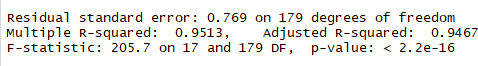 Residual standard error: 0.769 on 179 degrees of freedom
Multiple R-squared:  0.9513,    Adjusted R-squared:  0.9467
F-statistic: 205.7 on 17 and 179 DF,  p-value: < 2.2e-16